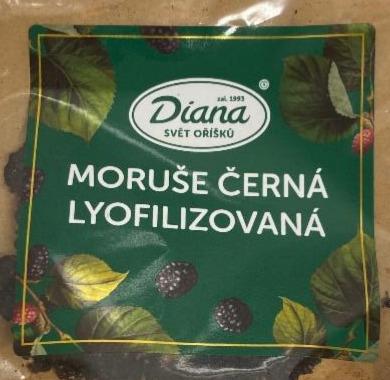 zal. 1993
Diana
SVĚT OŘÍŠKŮ
©
MORUŠE ČERNÁ
LYOFILIZOVANÁ